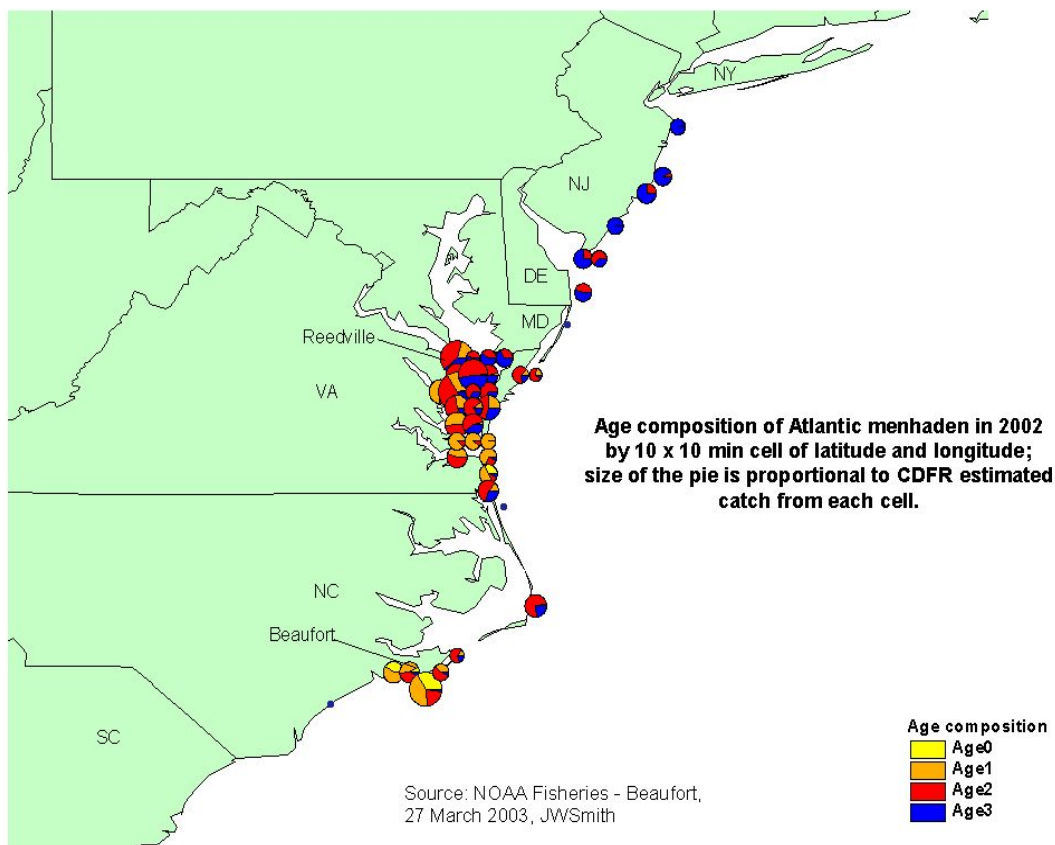 NY
NJ
DE
MD
Reedville
VA
Age composition of Atlantic menhaden in 2002
by 10 x 10 min cell of latitude and longitude;
size of the pie is proportional to CDFR estimated
catch from each cell.
NC
Beaufort
SC
Age composition
Age0
Age1
Age2
Age3
Source: NOAA Fisheries - Beaufort,
27 March 2003, JWSmith